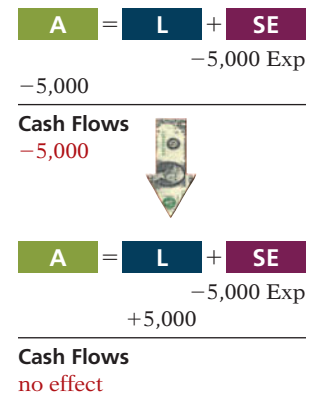 A = L + SE
−5,000 Exp
−5,000
Cash Flows
−5,000
A = L + SE
−5,000 Exp
+5,000
Cash Flows
no effect